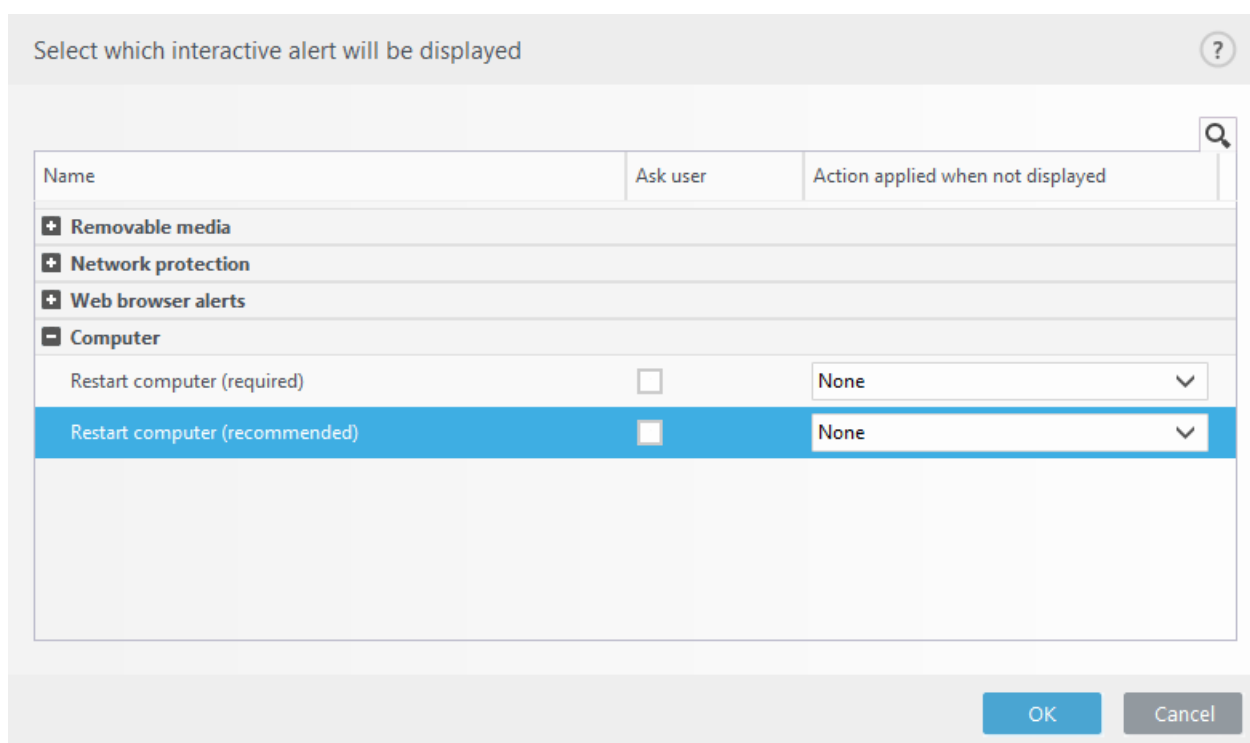 Select which interactive alert will be displayed
?
Name Ask user Action applied when not displayed
Removable media
Network protection
Web browser alerts
Computer
Restart computer (required) None
Restart computer (recommended) None
OK Cancel